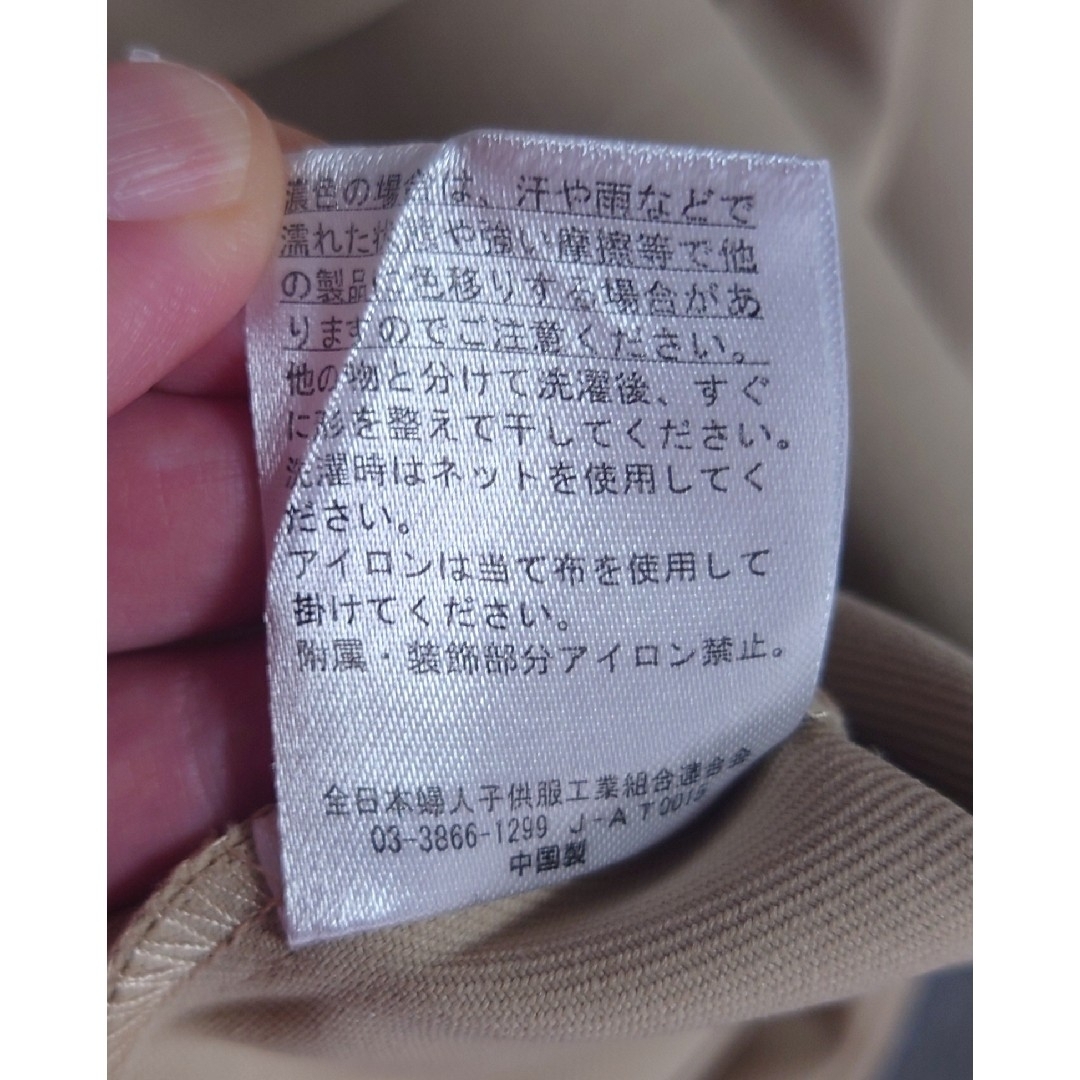 濃色の場合は、汗や雨などで
濡れた状態や強い摩擦等で他
の製品に色移りする場合があ
りますのでご注意ください。
他の物と分けて洗濯後、すぐ
に形を整えて干してください。
洗濯時はネットを使用してく
ださい。
アイロンは当て布を使用して
掛けてください。
附属・装飾部分アイロン禁止。
全日本婦人子供服工業組合連合会
03-3866-1299 J-AT0015
中国製